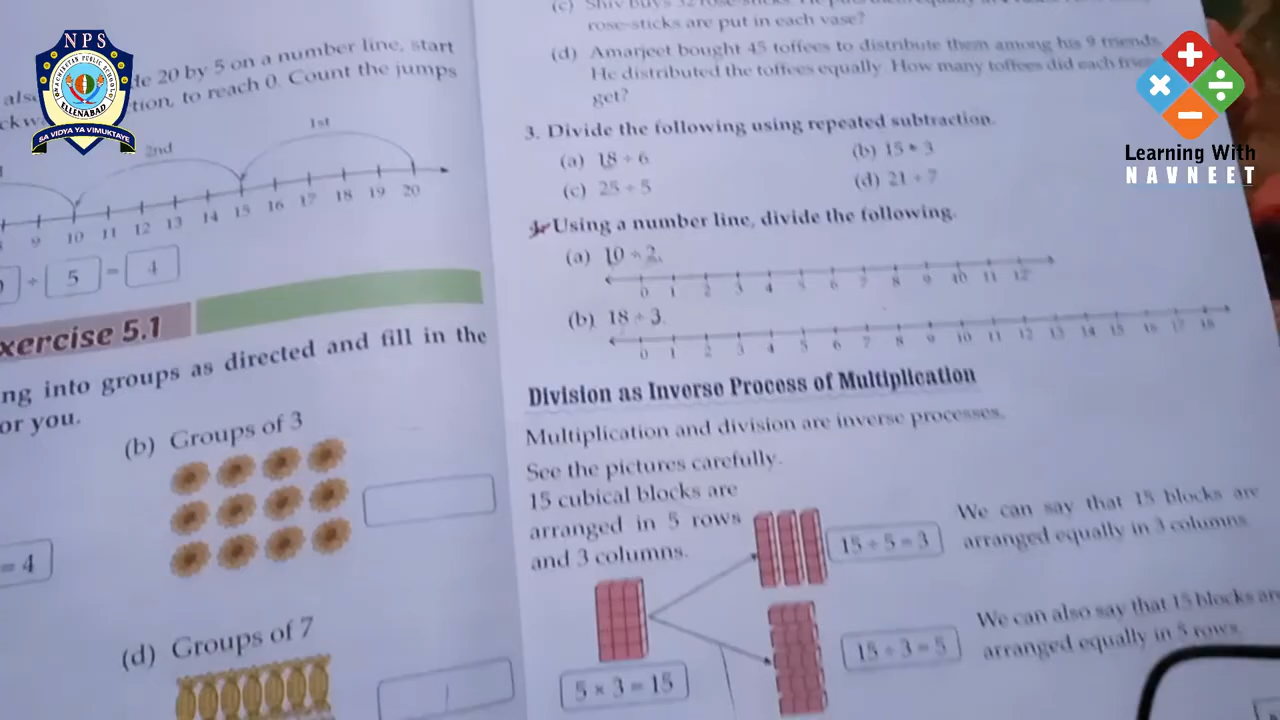 NPS
ELLENABAD
SA VIDYA YA VIMUKTAYE
Learning With
NAVNEET
20 by 5 on a number line, start
tion, to reach 0. Count the jumps
1st
2nd
9 10 11 12 13 14 15 16 17 18 19 20
÷ 5 = 4
xercise 5.1
ng into groups as directed and fill in the
or you.
(b) Groups of 3
= 4
(d) Groups of 7
rose-sticks are put in each vase?
(d) Amarjeet bought 45 toffees to distribute them among his 9 friends.
He distributed the toffees equally. How many toffees did each
get?
3. Divide the following using repeated subtraction.
(a) 18 ÷ 6
(b) 15 ÷ 3
(c) 25 ÷ 5
(d) 21 ÷ 7
4. Using a number line, divide the following.
(a) 10 ÷ 2.
0 1 2 3 4 5 6 7 8 9 10 11 12
(b) 18 ÷ 3.
0 1 2 3 4 5 6 7 8 9 10 11 12 13 14 15 16 17 18
Division as Inverse Process of Multiplication
Multiplication and division are inverse processes.
See the pictures carefully.
15 cubical blocks are
arranged in 5 rows
and 3 columns.
5 × 3 = 15
15 ÷ 5 = 3
We can say that 15 blocks are
arranged equally in 3 columns.
15 ÷ 3 = 5
We can also say that 15 blocks are
arranged equally in 5 rows.